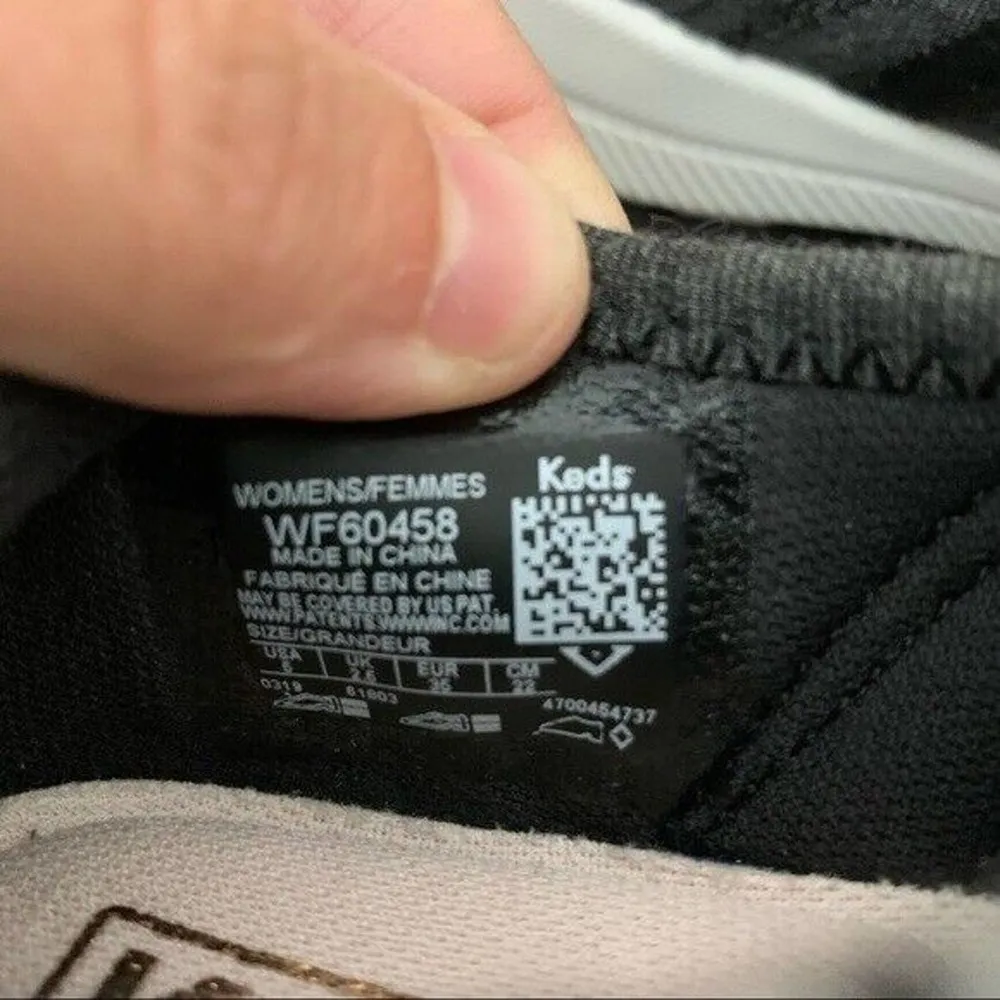 WOMENS/FEMMES
Keds
WF60458
MADE IN CHINA
FABRIQUÉ EN CHINE
MAY BE COVERED BY US PAT.
WWW.PATENTS.WWWINC.COM
SIZE/GRANDEUR
USA UK EUR CM
5 2.5 35 22
0319 61803 4700454737